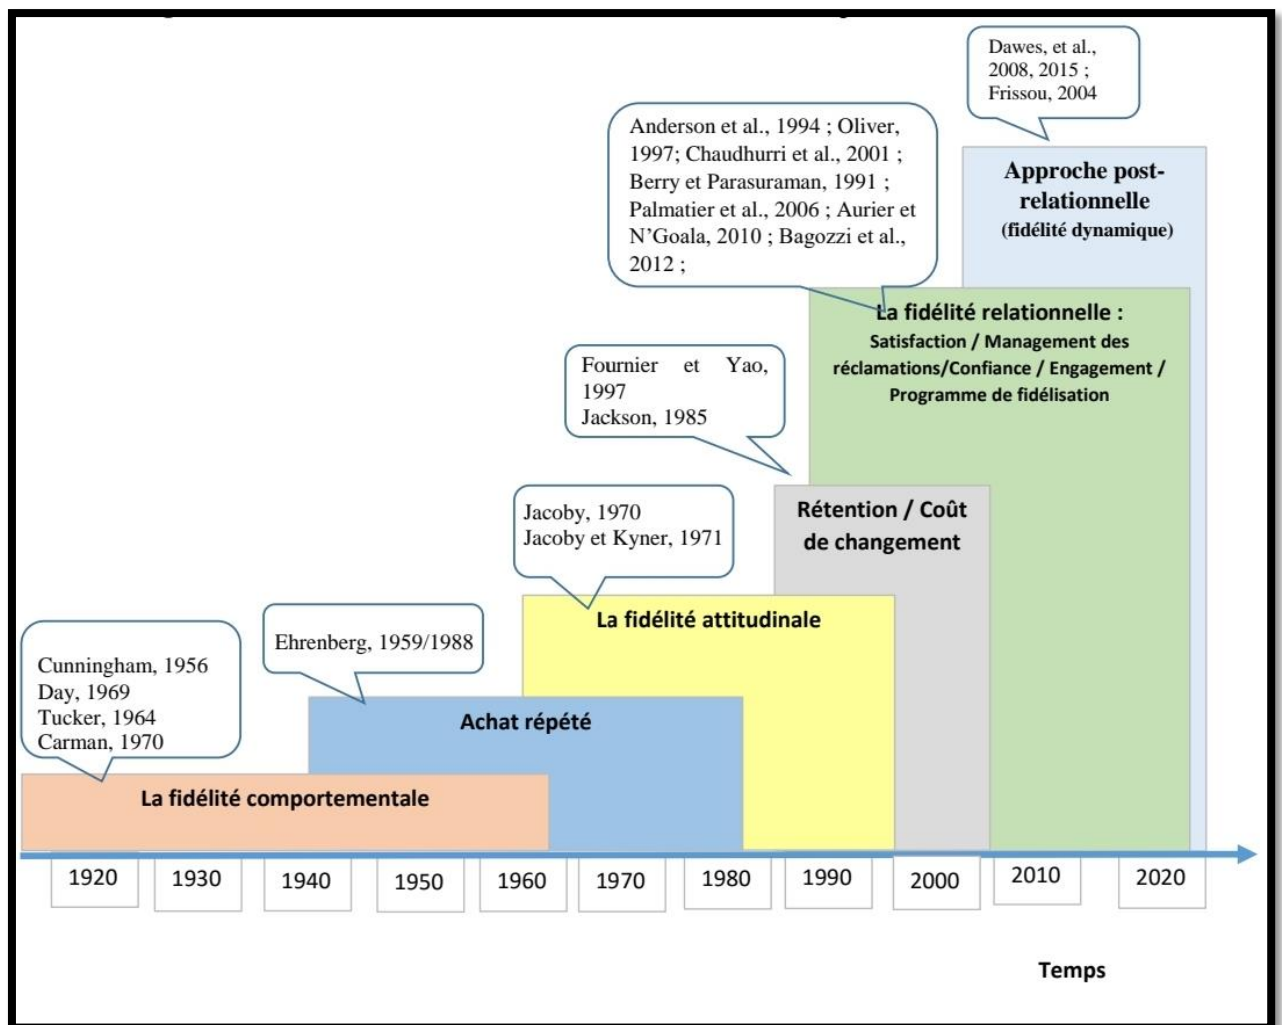 Dawes, et al.,
2008, 2015 ;
Frissou, 2004
Anderson et al., 1994 ; Oliver,
1997; Chaudhurri et al., 2001 ;
Berry et Parasuraman, 1991 ;
Palmatier et al., 2006 ; Aurier et
N’Goala, 2010 ; Bagozzi et al.,
2012 ;
Approche post-
relationnelle
(fidélité dynamique)
La fidélité relationnelle :
Satisfaction / Management des
réclamations/Confiance / Engagement /
Programme de fidélisation
Fournier et Yao,
1997
Jackson, 1985
Rétention / Coût
de changement
Jacoby, 1970
Jacoby et Kyner, 1971
La fidélité attitudinale
Ehrenberg, 1959/1988
Achat répété
Cunningham, 1956
Day, 1969
Tucker, 1964
Carman, 1970
La fidélité comportementale
1920 1930 1940 1950 1960 1970 1980 1990 2000 2010 2020
Temps